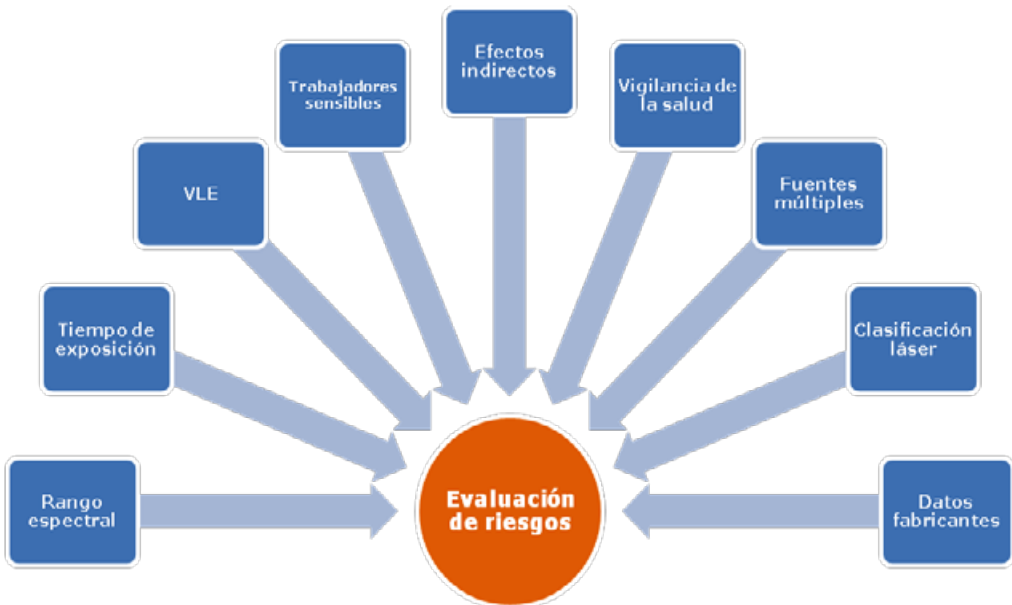 Efectos
indirectos
Trabajadores
sensibles
Vigilancia de
la salud
VLE
Fuentes
múltiples
Tiempo de
exposición
Clasificación
láser
Rango
espectral
Evaluación
de riesgos
Datos
fabricantes